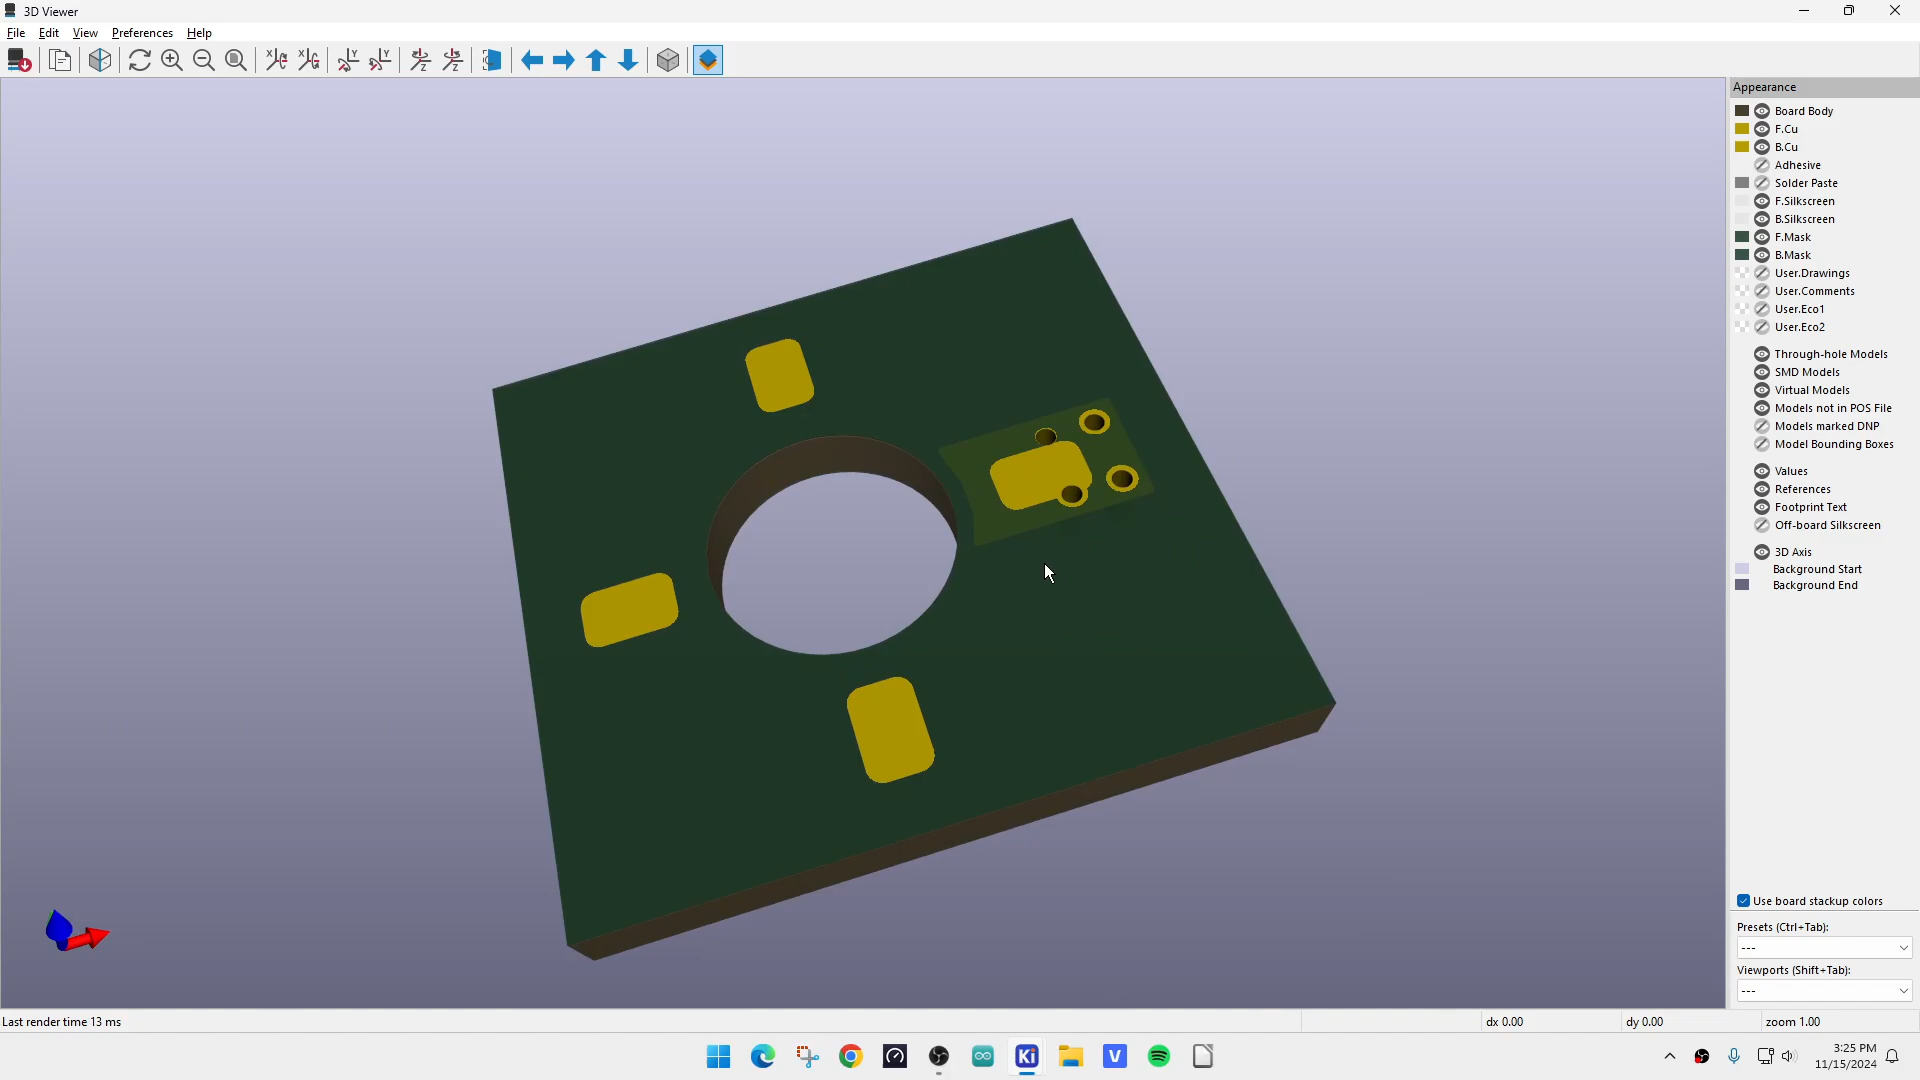 3D Viewer
File Edit View Preferences Help
Appearance
Board Body
F.Cu
B.Cu
Adhesive
Solder Paste
F.Silkscreen
B.Silkscreen
F.Mask
B.Mask
User.Drawings
User.Comments
User.Eco1
User.Eco2
Through-hole Models
SMD Models
Virtual Models
Models not in POS File
Models marked DNP
Model Bounding Boxes
Values
References
Footprint Text
Off-board Silkscreen
3D Axis
Background Start
Background End
Use board stackup colors
Presets (Ctrl+Tab):
---
Viewports (Shift+Tab):
---
Last render time 13 ms dx 0.00 dy 0.00 zoom 1.00
Ki V
3:25 PM
11/15/2024